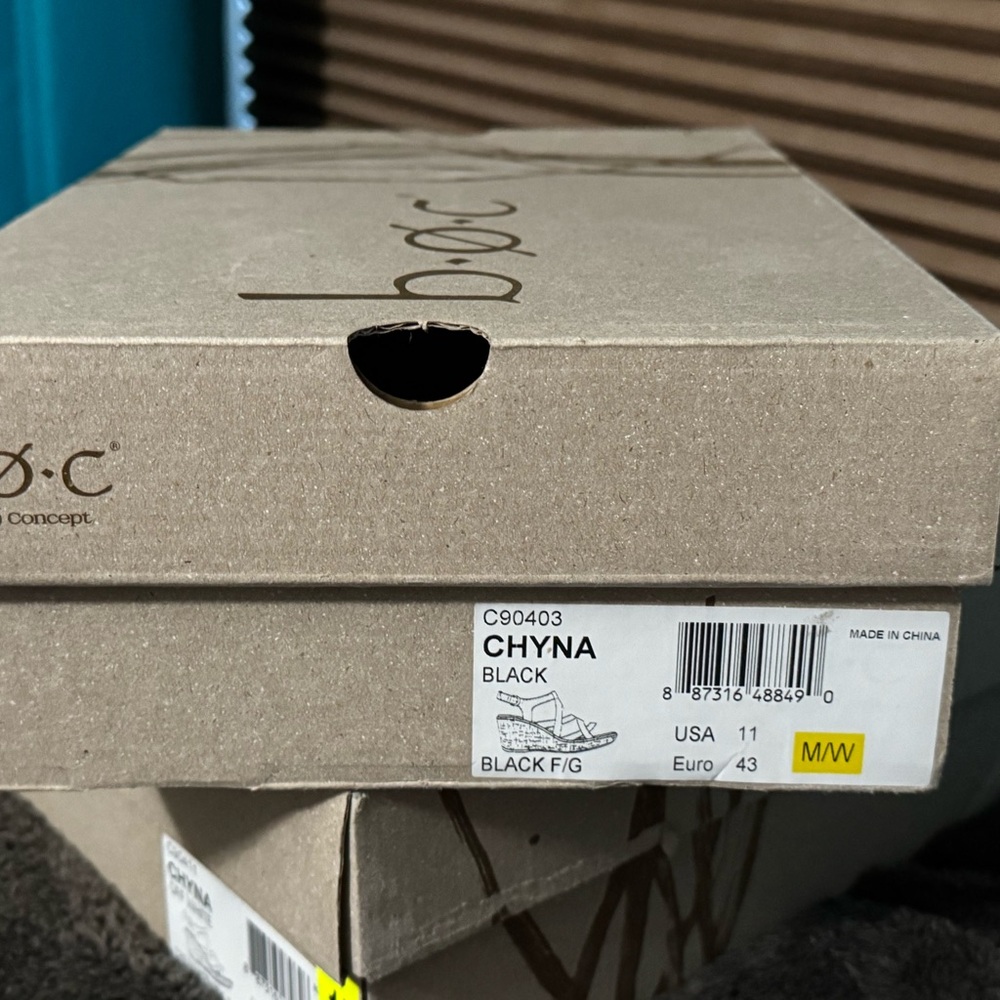 b·ø·c
ø·c®
Concept
C90403
CHYNA
BLACK
BLACK F/G
8 87316 48849 0
MADE IN CHINA
USA 11
Euro 43
M/W
CHYNA